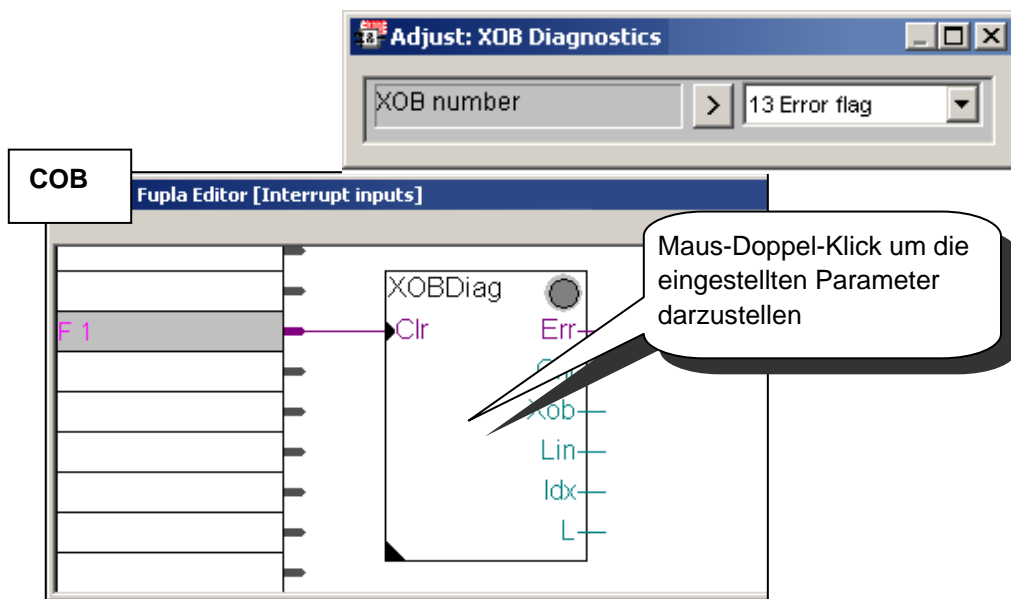 Adjust: XOB Diagnostics
XOB number
>
13 Error flag
COB
Fupla Editor [Interrupt inputs]
Maus-Doppel-Klick um die
eingestellten Parameter
darzustellen
XOBDiag
F 1
Clr
Err
Xob
Lin
Idx
L